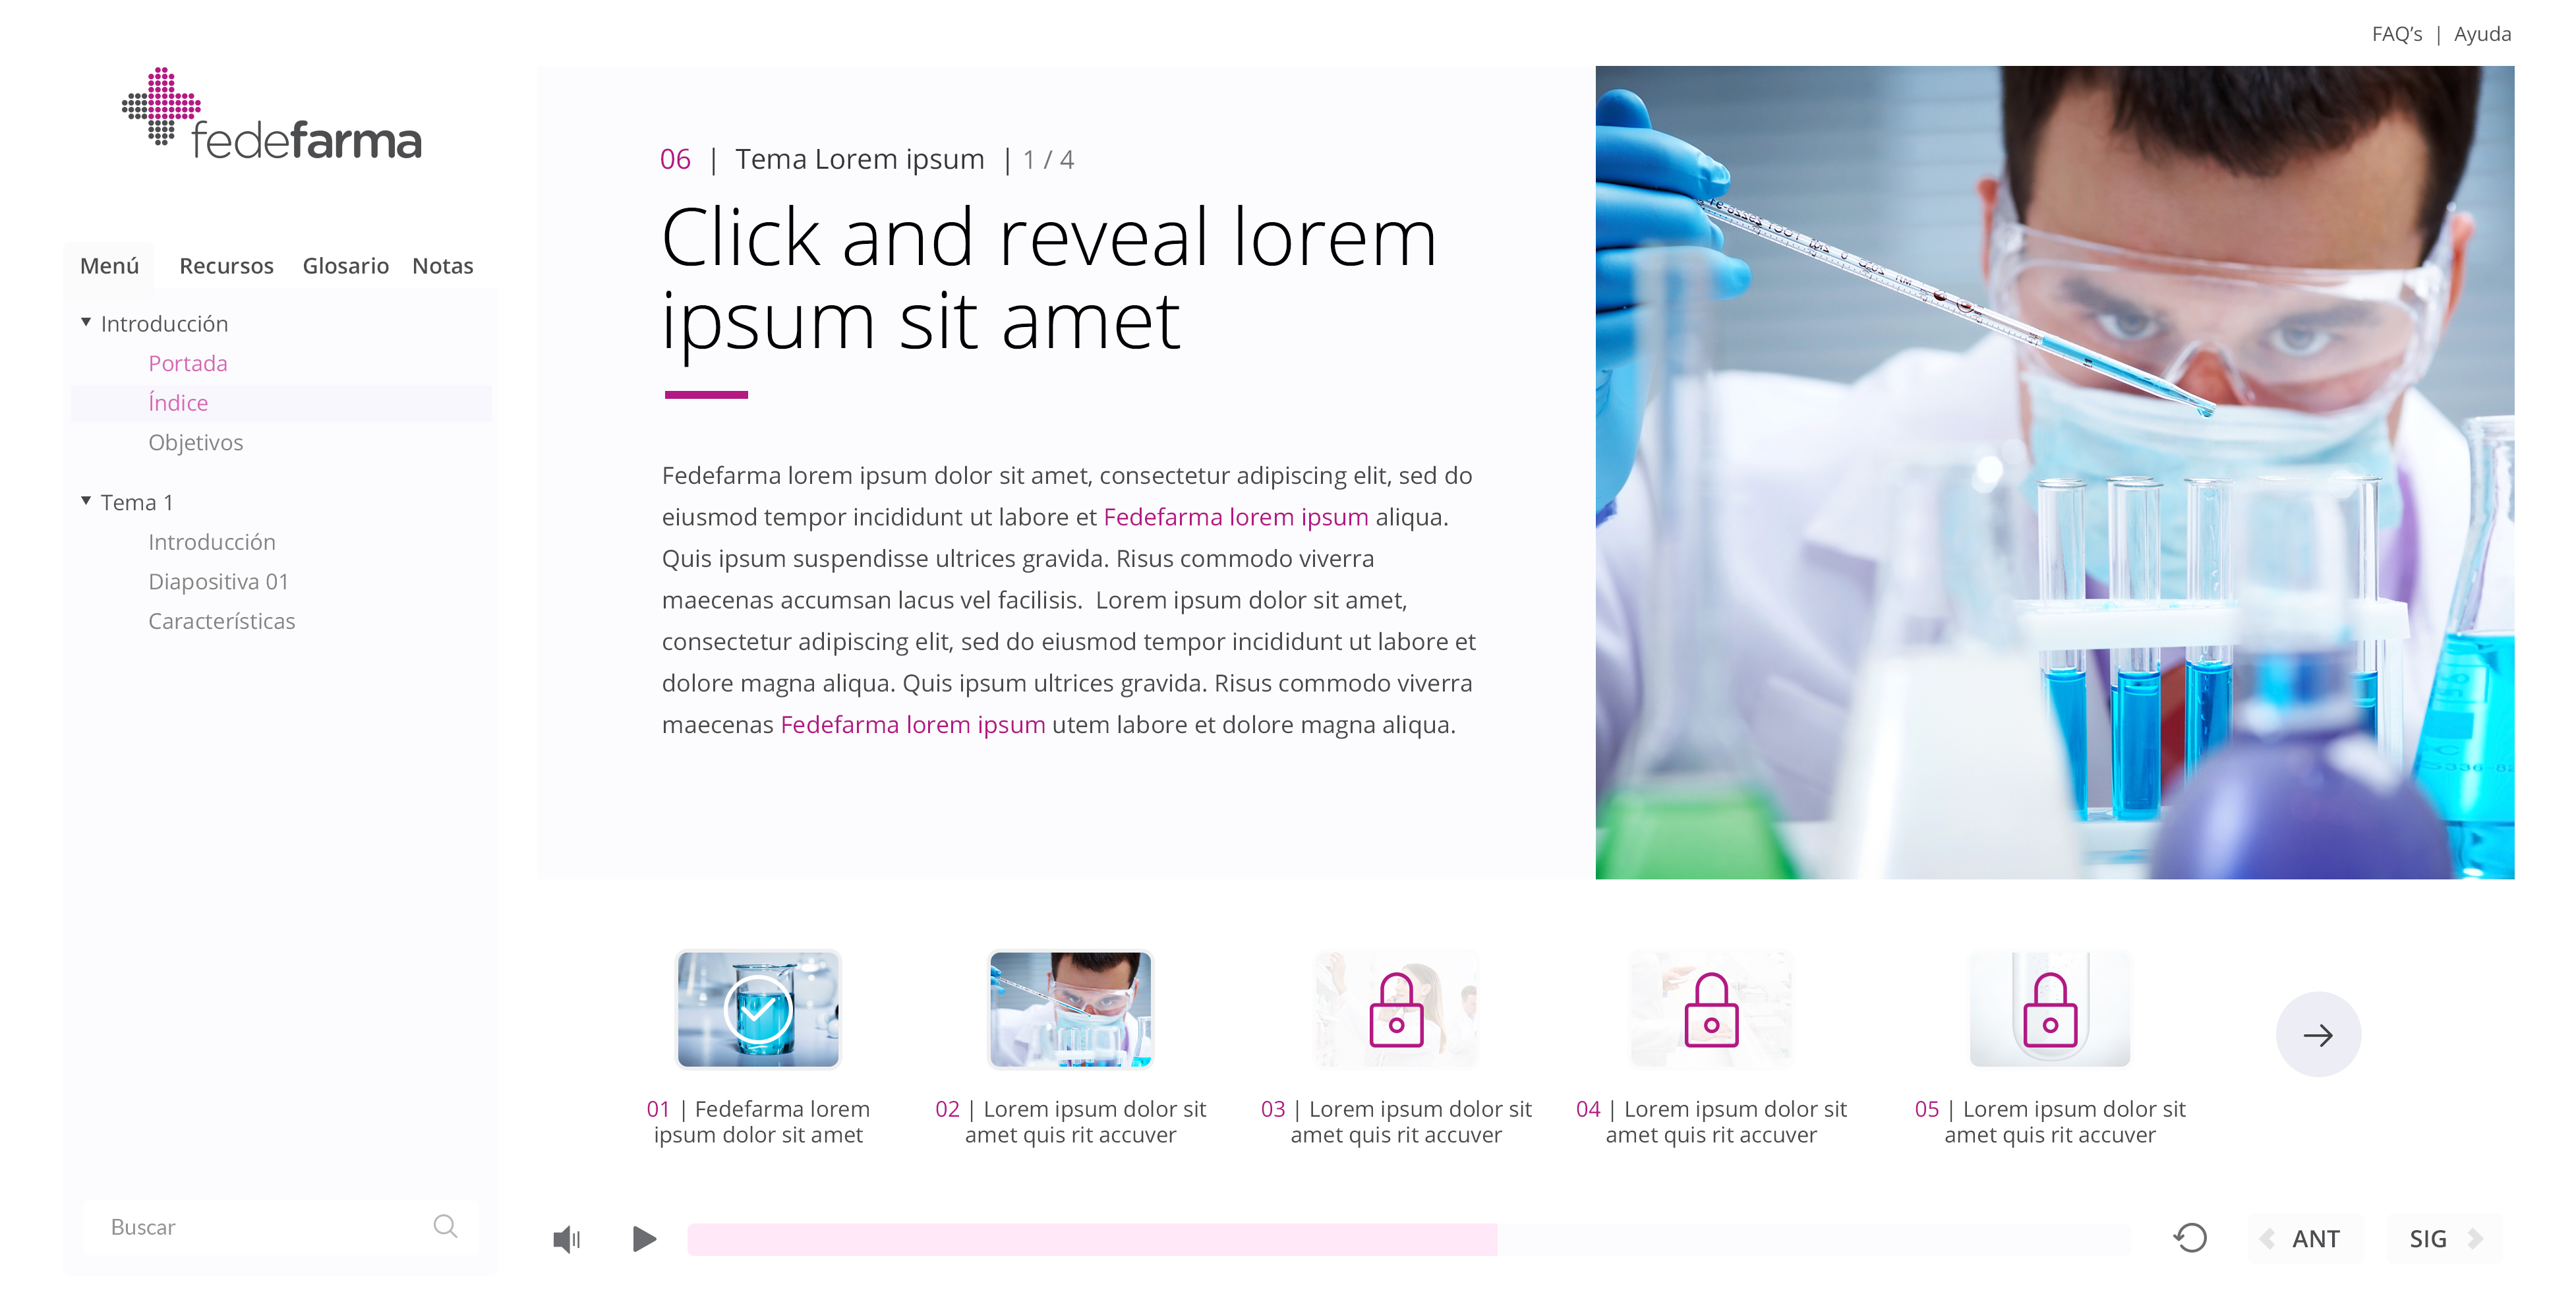 FAQ's | Ayuda
fedefarma
Menú Recursos Glosario Notas
Introducción
Portada
Índice
Objetivos
Tema 1
Introducción
Diapositiva 01
Características
Buscar
06 | Tema Lorem ipsum | 1 / 4
Click and reveal lorem
ipsum sit amet
Fedefarma lorem ipsum dolor sit amet, consectetur adipiscing elit, sed do
eiusmod tempor incididunt ut labore et Fedefarma lorem ipsum aliqua.
Quis ipsum suspendisse ultrices gravida. Risus commodo viverra
maecenas accumsan lacus vel facilisis.  Lorem ipsum dolor sit amet,
consectetur adipiscing elit, sed do eiusmod tempor incididunt ut labore et
dolore magna aliqua. Quis ipsum ultrices gravida. Risus commodo viverra
maecenas Fedefarma lorem ipsum utem labore et dolore magna aliqua.
01 | Fedefarma lorem
ipsum dolor sit amet
02 | Lorem ipsum dolor sit
amet quis rit accuver
03 | Lorem ipsum dolor sit
amet quis rit accuver
04 | Lorem ipsum dolor sit
amet quis rit accuver
05 | Lorem ipsum dolor sit
amet quis rit accuver
ANT
SIG